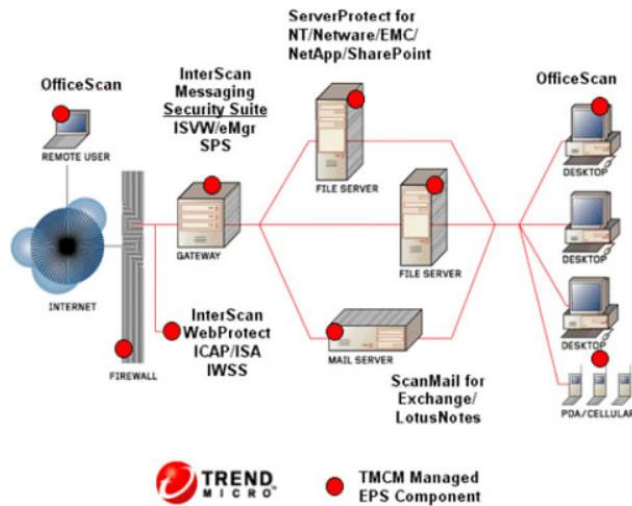 ServerProtect for
NT/Netware/EMC/
NetApp/SharePoint
OfficeScan
InterScan
Messaging
Security Suite
ISVW/eMgr
SPS
OfficeScan
REMOTE USER
FILE SERVER
DESKTOP
INTERNET
GATEWAY
FILE SERVER
DESKTOP
InterScan
WebProtect
ICAP/ISA
IWSS
FIREWALL
MAIL SERVER
DESKTOP
ScanMail for
Exchange/
LotusNotes
PDA/CELLULAR
TREND
MICRO™
TMCM Managed
EPS Component